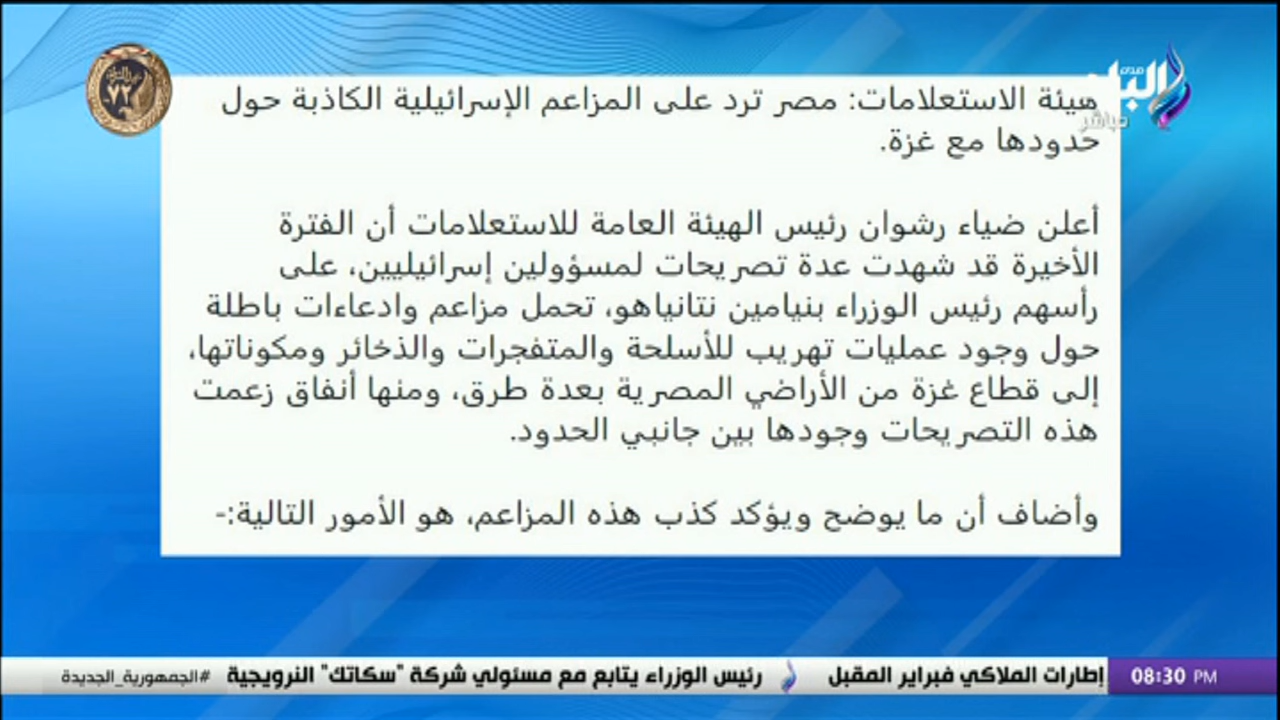 صدى
البلد
مباشر
هيئة الاستعلامات: مصر ترد على المزاعم الإسرائيلية الكاذبة حول
حدودها مع غزة.
أعلن ضياء رشوان رئيس الهيئة العامة للاستعلامات أن الفترة
الأخيرة قد شهدت عدة تصريحات لمسؤولين إسرائيليين، على
رأسهم رئيس الوزراء بنيامين نتانياهو، تحمل مزاعم وادعاءات باطلة
حول وجود عمليات تهريب للأسلحة والمتفجرات والذخائر ومكوناتها،
إلى قطاع غزة من الأراضي المصرية بعدة طرق، ومنها أنفاق زعمت
هذه التصريحات وجودها بين جانبي الحدود.
وأضاف أن ما يوضح ويؤكد كذب هذه المزاعم، هو الأمور التالية:-
08:30 PM
إطارات الملاكي فبراير المقبل
رئيس الوزراء يتابع مع مسئولي شركة "سكاتك" النرويجية
#الجمهورية_الجديدة